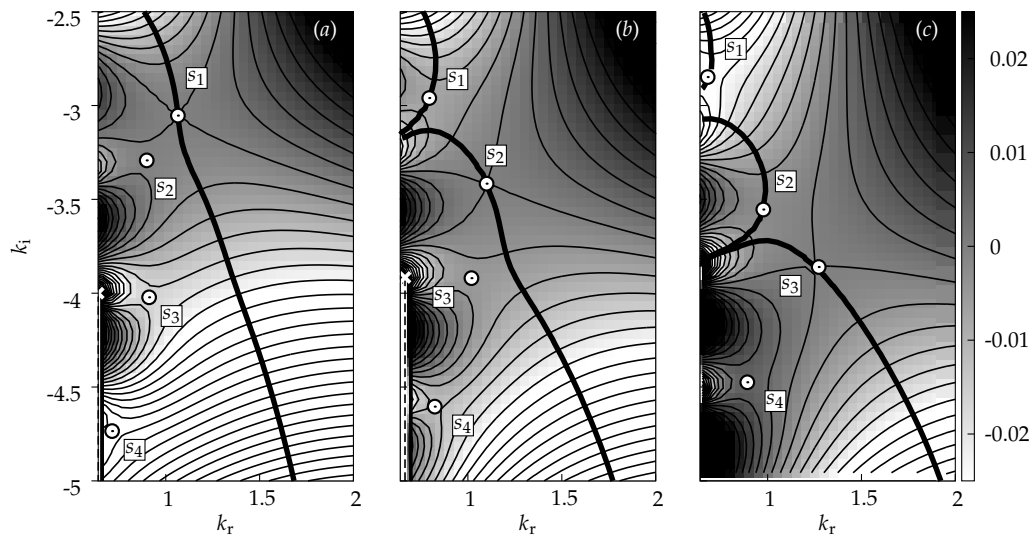 (a)
(b)
(c)
-2.5
-3
-3.5
-4
-4.5
-5
k_i
s_1
s_2
s_3
s_4
s_1
s_2
s_3
s_4
s_1
s_2
s_3
s_4
1 1.5 2
1 1.5 2
1 1.5 2
k_r
k_r
k_r
0.02
0.01
0
-0.01
-0.02